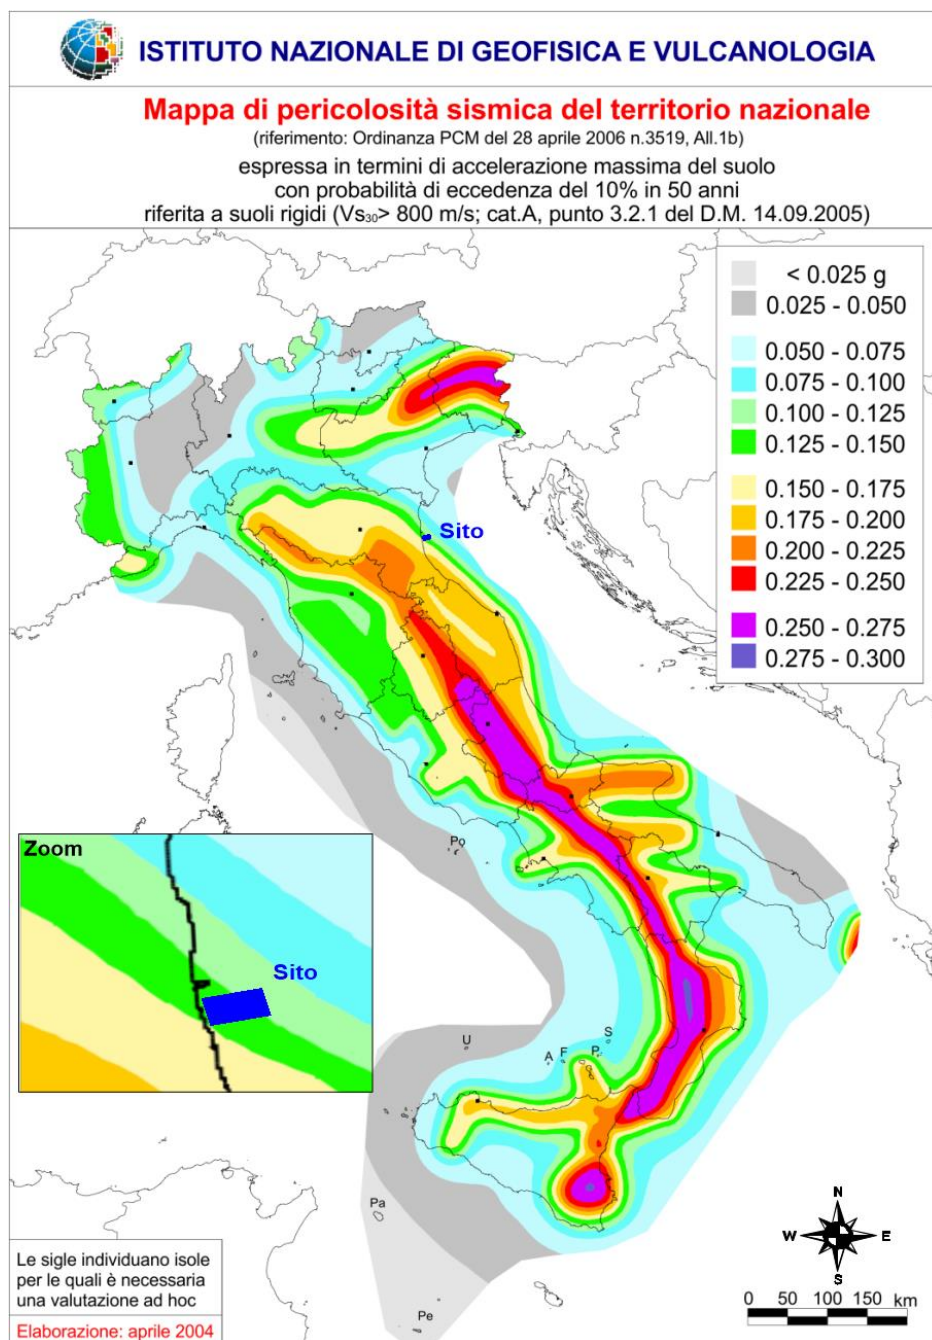 ISTITUTO NAZIONALE DI GEOFISICA E VULCANOLOGIA
Mappa di pericolosità sismica del territorio nazionale
(riferimento: Ordinanza PCM del 28 aprile 2006 n.3519, All.1b)
espressa in termini di accelerazione massima del suolo
con probabilità di eccedenza del 10% in 50 anni
riferita a suoli rigidi (Vs30> 800 m/s; cat.A, punto 3.2.1 del D.M. 14.09.2005)
< 0.025 g
0.025 - 0.050
0.050 - 0.075
0.075 - 0.100
0.100 - 0.125
0.125 - 0.150
0.150 - 0.175
0.175 - 0.200
0.200 - 0.225
0.225 - 0.250
0.250 - 0.275
0.275 - 0.300
Sito
Po
Zoom
Sito
U
A
F
P
S
Pa
Pe
N
W
E
S
0 50 100 150 km
Le sigle individuano isole
per le quali è necessaria
una valutazione ad hoc
Elaborazione: aprile 2004